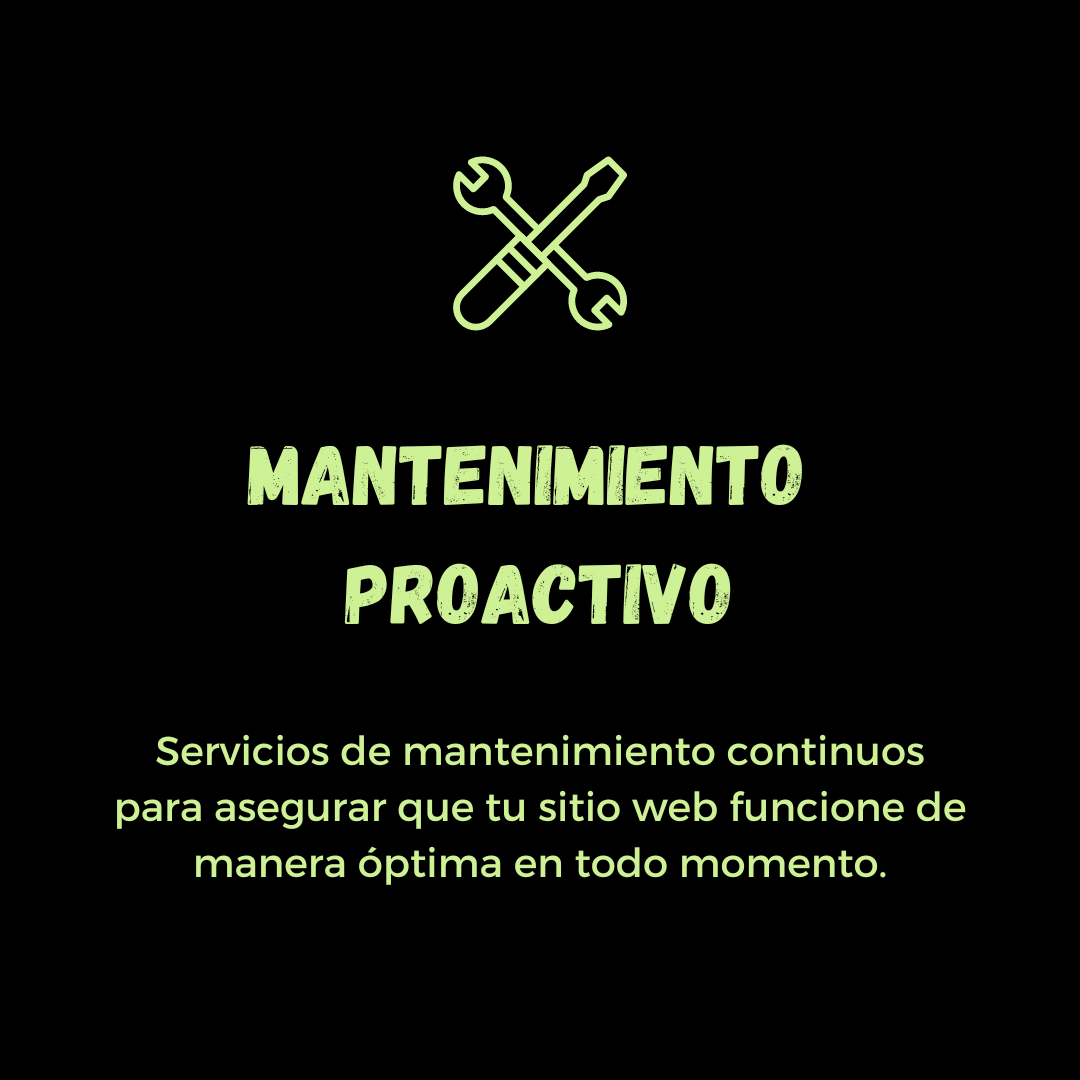 MANTENIMIENTO
PROACTIVO
Servicios de mantenimiento continuos
para asegurar que tu sitio web funcione de
manera óptima en todo momento.